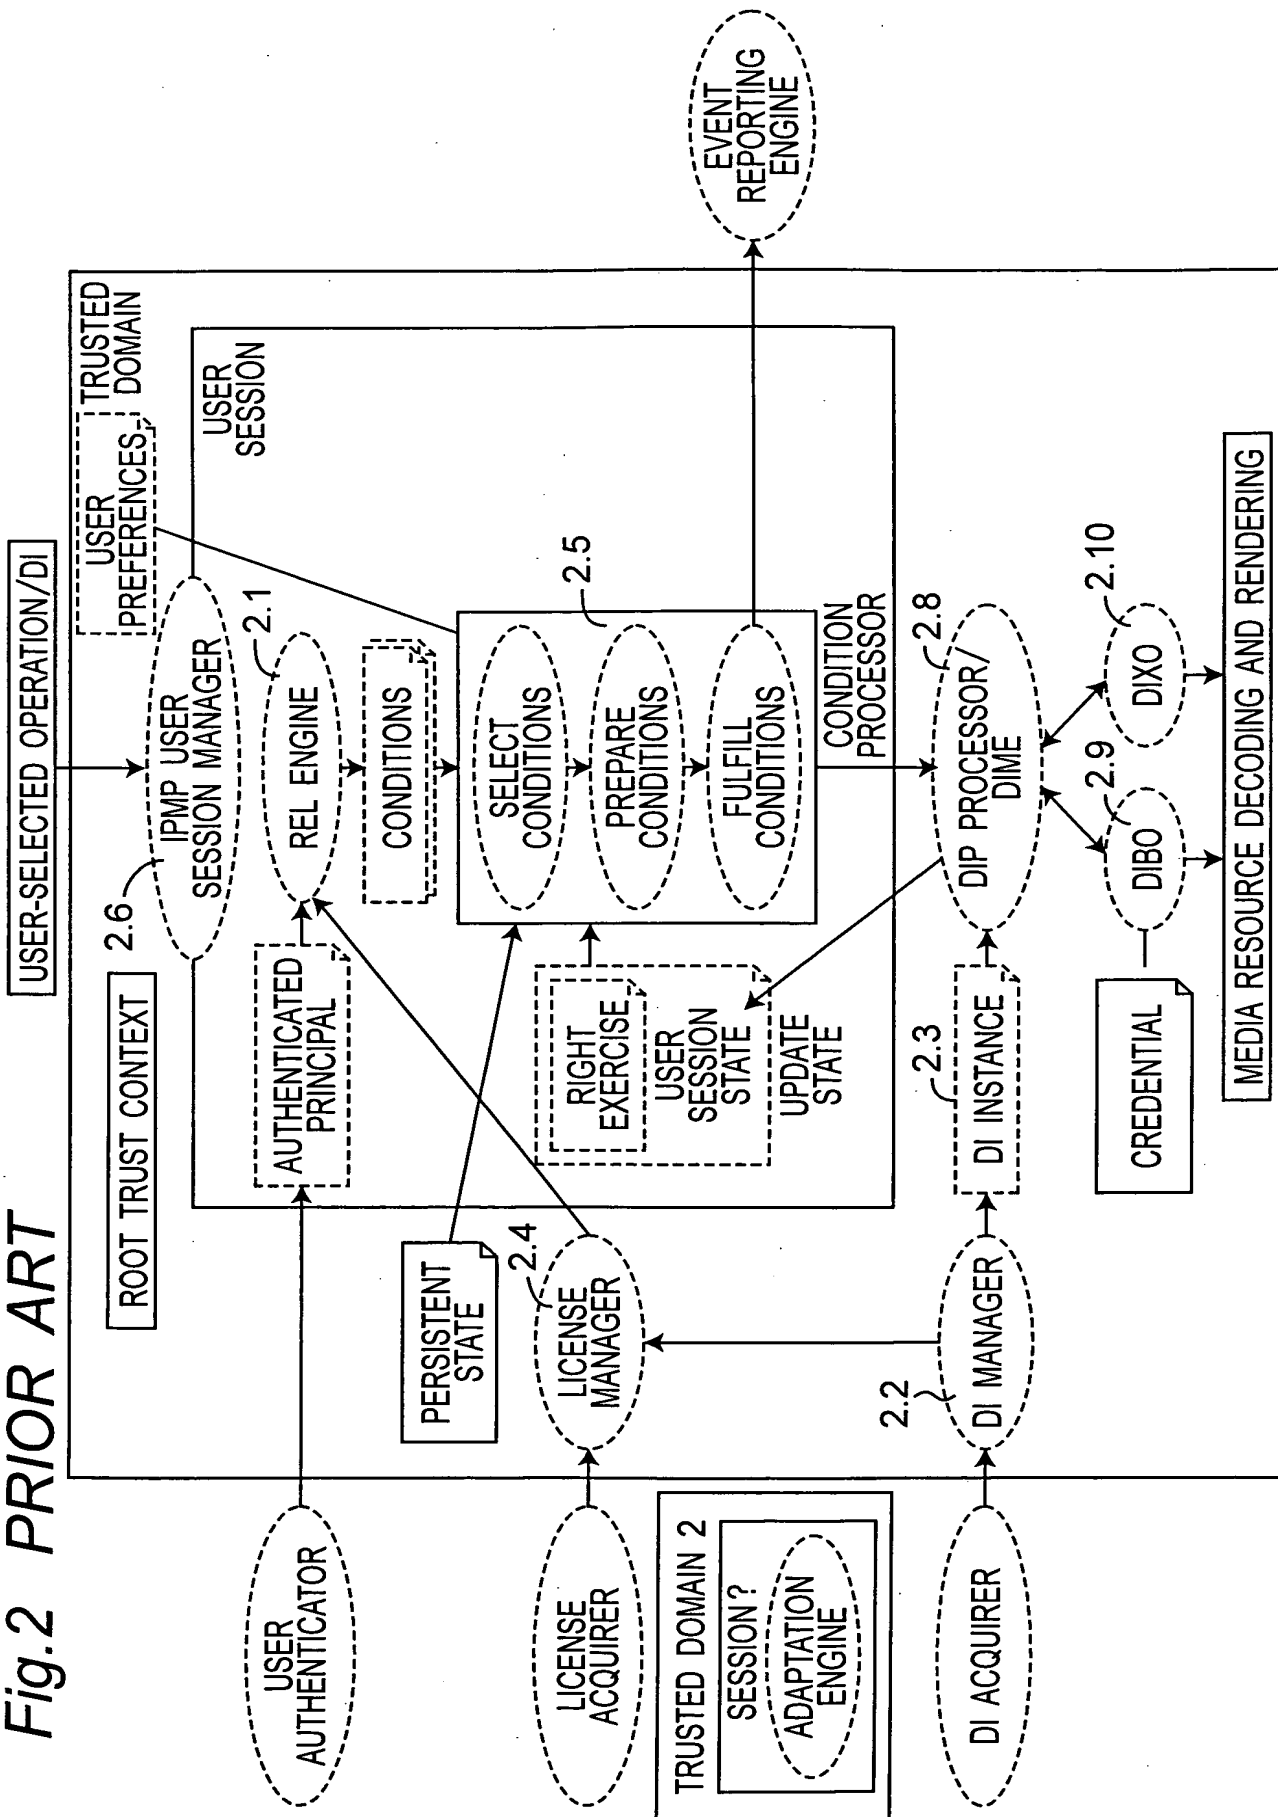 Fig.2 PRIOR ART
USER-SELECTED OPERATION/DI
TRUSTED
DOMAIN
USER
PREFERENCES
ROOT TRUST CONTEXT
2.6
IPMP USER
SESSION MANAGER
USER
SESSION
USER
AUTHENTICATOR
AUTHENTICATED
PRINCIPAL
REL ENGINE
2.1
CONDITIONS
PERSISTENT
STATE
SELECT
CONDITIONS
2.5
PREPARE
CONDITIONS
FULFILL
CONDITIONS
CONDITION
PROCESSOR
EVENT
REPORTING
ENGINE
LICENSE
ACQUIRER
LICENSE
MANAGER
2.4
RIGHT
EXERCISE
USER
SESSION
STATE
UPDATE
STATE
TRUSTED DOMAIN 2
SESSION?
ADAPTATION
ENGINE
DI ACQUIRER
2.2
DI MANAGER
2.3
DI INSTANCE
DIP PROCESSOR/
DIME
2.8
CREDENTIAL
DIBO
2.9
DIXO
2.10
MEDIA RESOURCE DECODING AND RENDERING